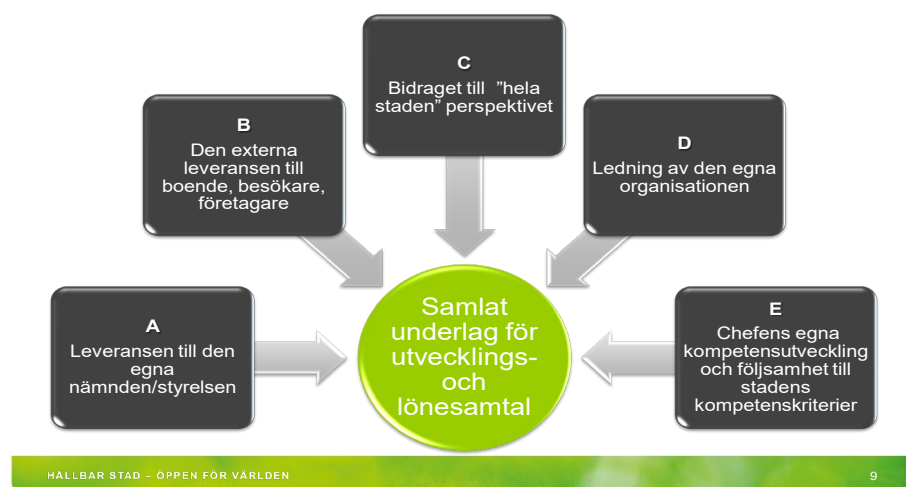 A
Leveransen till den
egna
nämnden/styrelsen
B
Den externa
leveransen till
boende, besökare,
företagare
C
Bidraget till ”hela
staden” perspektivet
D
Ledning av den egna
organisationen
E
Chefens egna
kompetensutveckling
och följsamhet till
stadens
kompetenskriterier
Samlat
underlag för
utvecklings-
och
lönesamtal
HÅLLBAR STAD – ÖPPEN FÖR VÄRLDEN
9